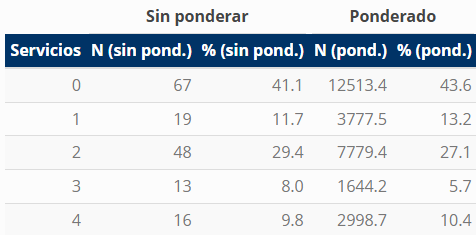 Sin ponderar Ponderado
Servicios N (sin pond.) % (sin pond.) N (pond.) % (pond.)
0 67 41.1 12513.4 43.6
1 19 11.7 3777.5 13.2
2 48 29.4 7779.4 27.1
3 13 8.0 1644.2 5.7
4 16 9.8 2998.7 10.4